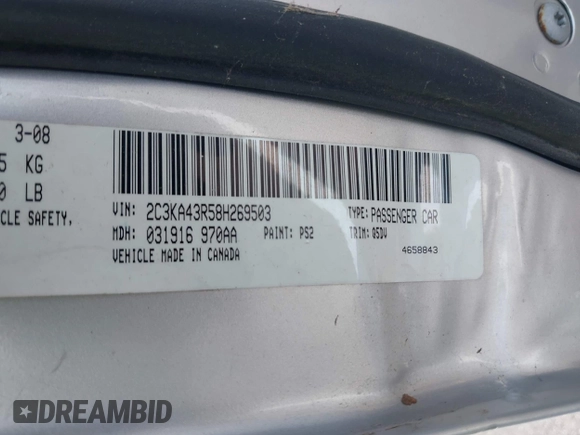 3-08
5 KG
0 LB
CLE SAFETY,
VIN: 2C3KA43R58H269503 TYPE: PASSENGER CAR
MDH: 031916 970AA PAINT: PS2 TRIM: Q5DV
VEHICLE MADE IN CANADA 4658843
DREAMBID